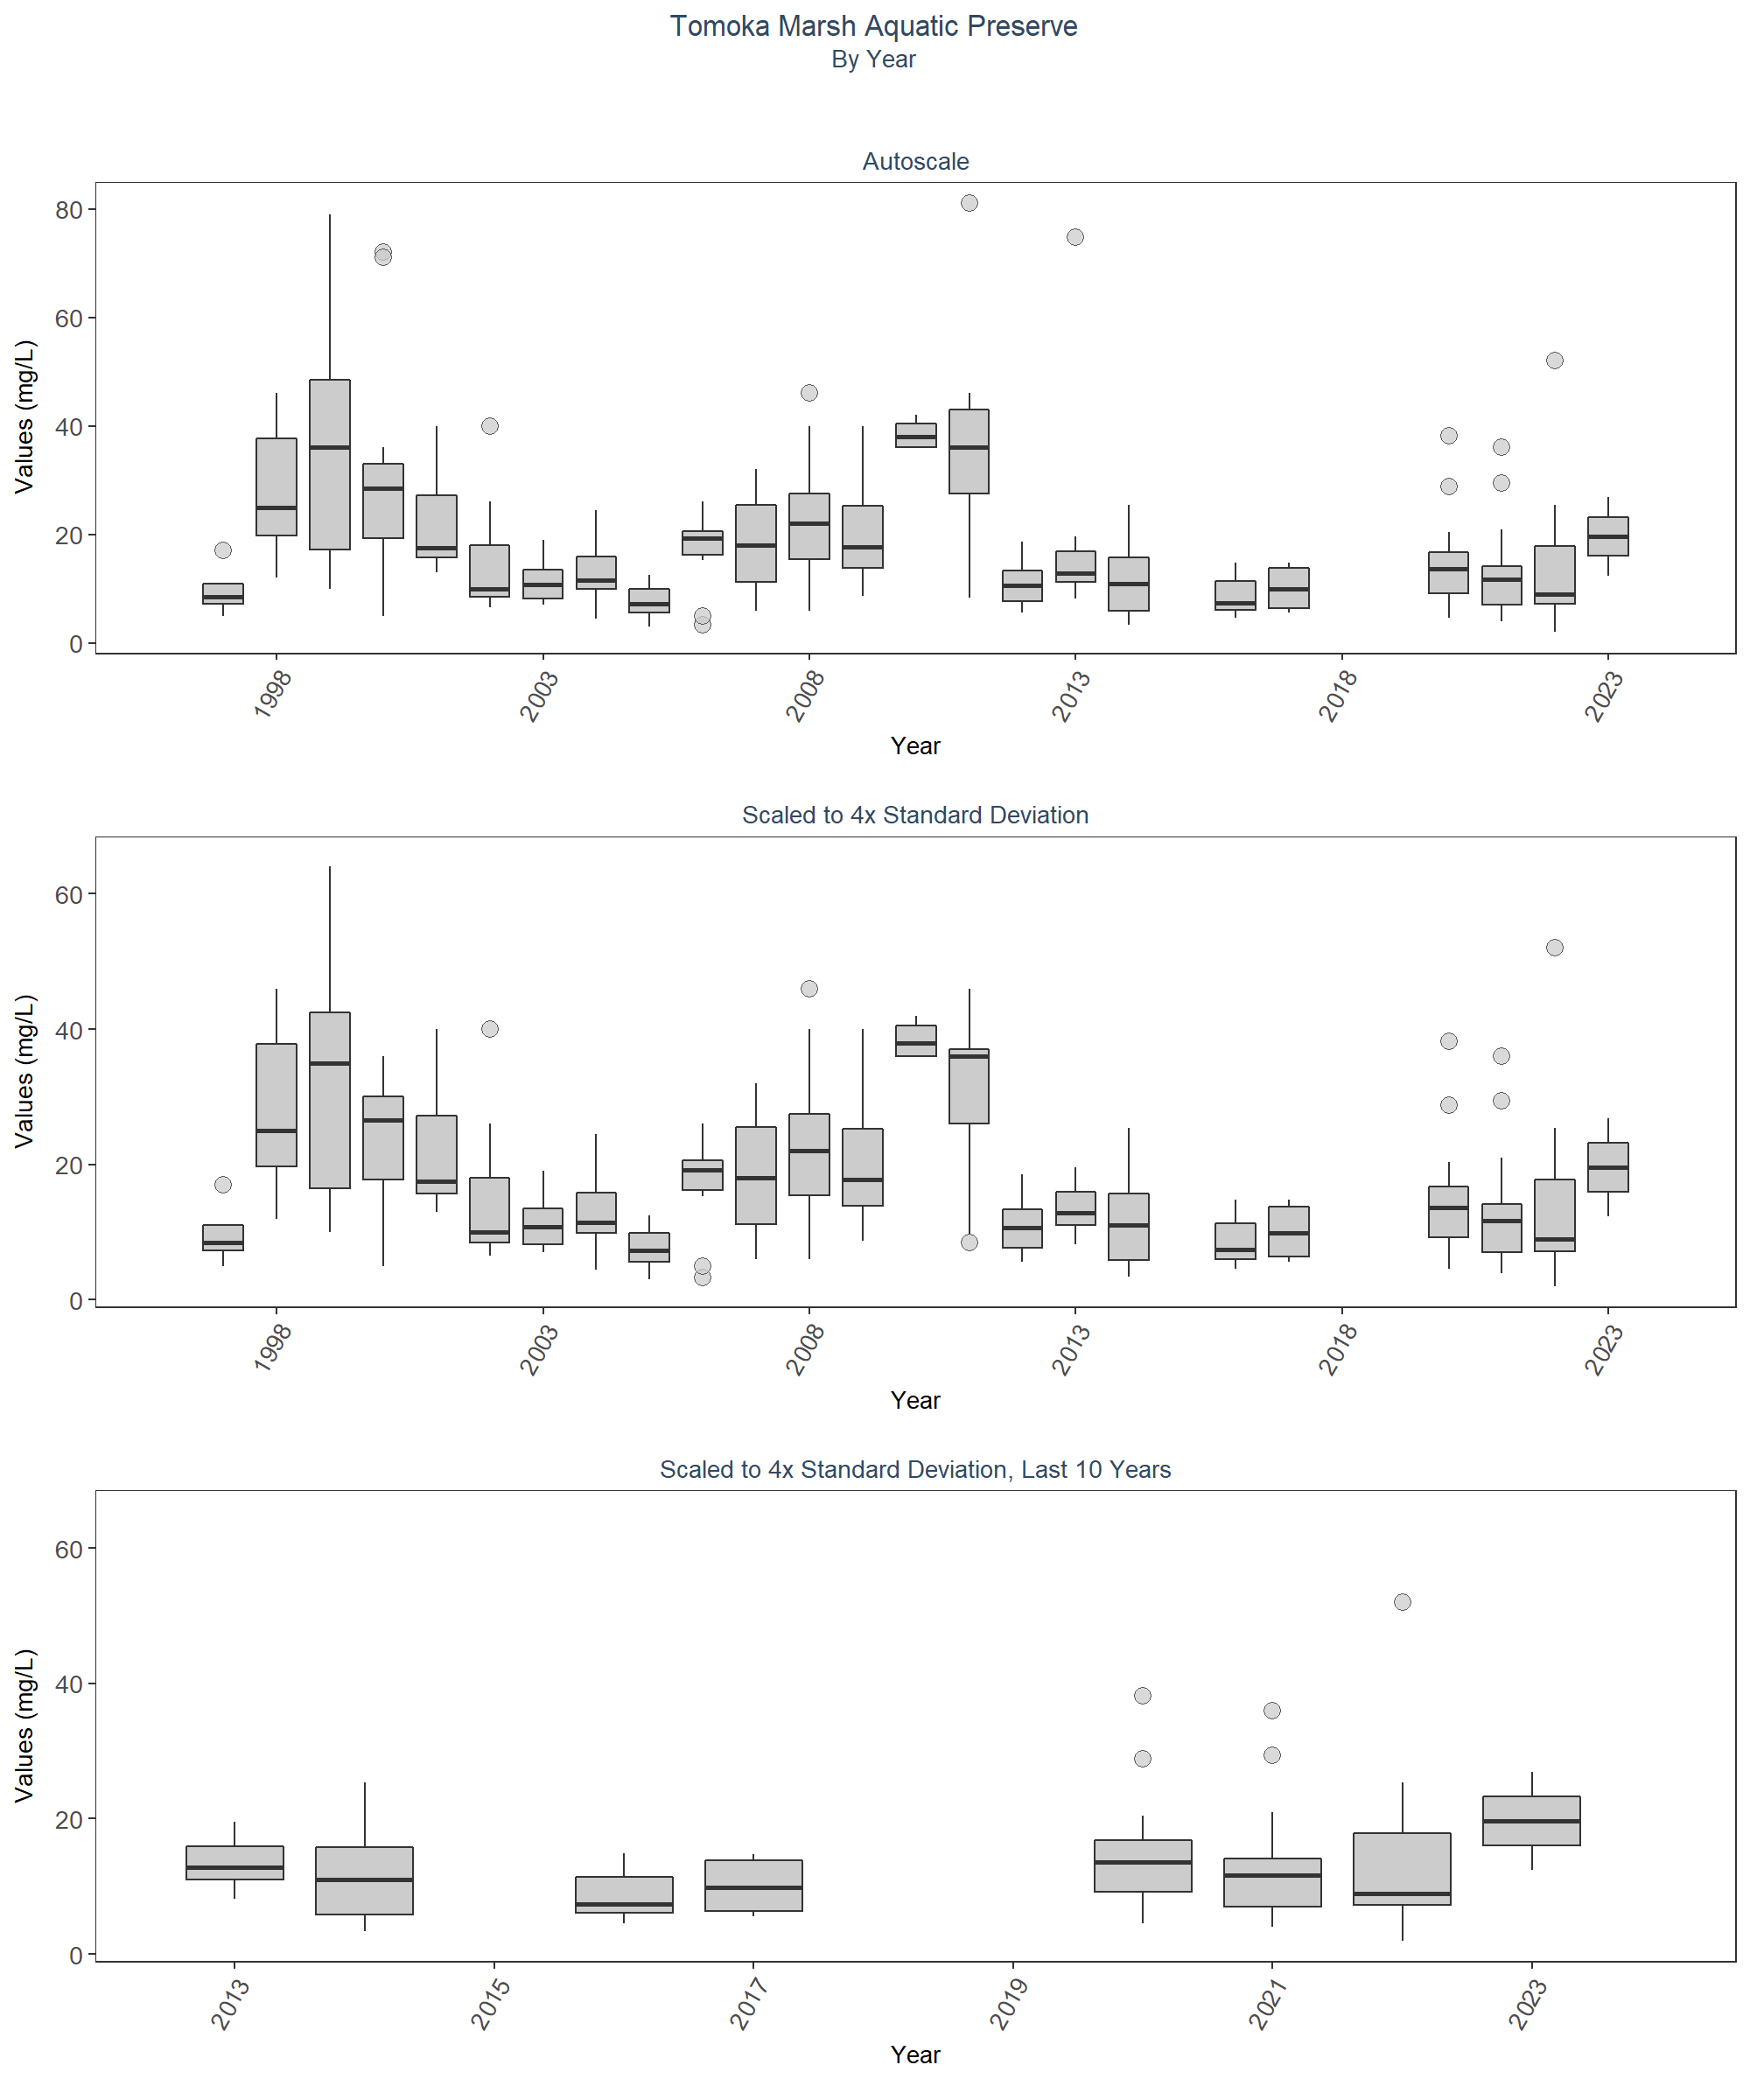 Tomoka Marsh Aquatic Preserve
By Year
Autoscale
Values (mg/L)
80
60
40
20
0
1998
2003
2008
2013
2018
2023
Year
Scaled to 4x Standard Deviation
Values (mg/L)
60
40
20
0
1998
2003
2008
2013
2018
2023
Year
Scaled to 4x Standard Deviation, Last 10 Years
Values (mg/L)
60
40
20
0
2013
2015
2017
2019
2021
2023
Year